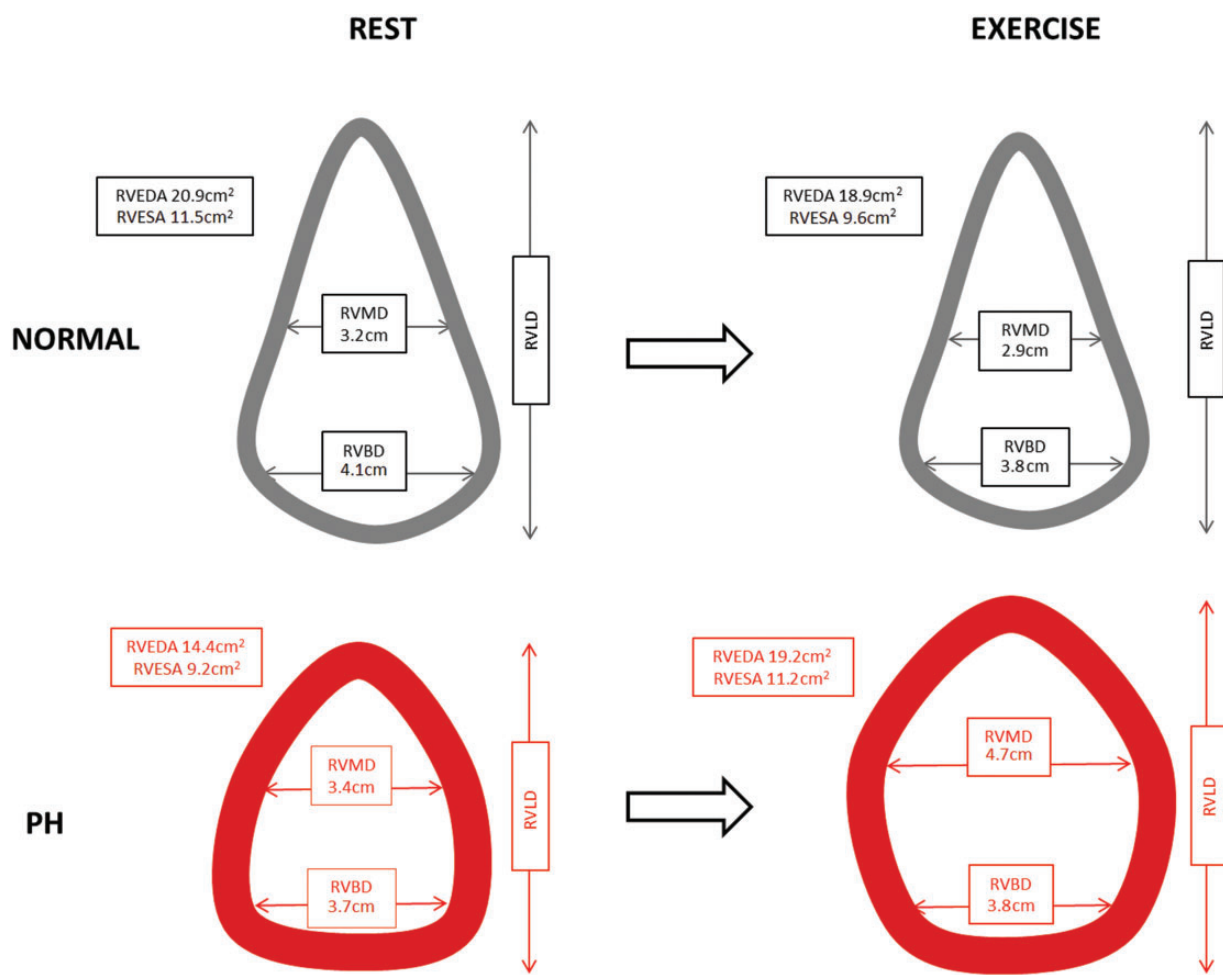 REST
EXERCISE
RVEDA 20.9cm²
RVESA 11.5cm²
RVEDA 18.9cm²
RVESA 9.6cm²
NORMAL
RVMD
3.2cm
RVLD
RVMD
2.9cm
RVLD
RVBD
4.1cm
RVBD
3.8cm
RVEDA 14.4cm²
RVESA 9.2cm²
RVEDA 19.2cm²
RVESA 11.2cm²
PH
RVMD
3.4cm
RVLD
RVMD
4.7cm
RVLD
RVBD
3.7cm
RVBD
3.8cm